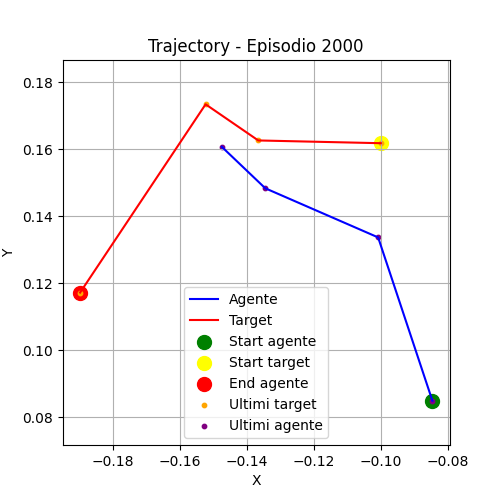 Trajectory - Episodio 2000
0.18
0.16
0.14
0.12
0.10
0.08
Y
Agente
Target
Start agente
Start target
End agente
Ultimi target
Ultimi agente
−0.18 −0.16 −0.14 −0.12 −0.10 −0.08
X